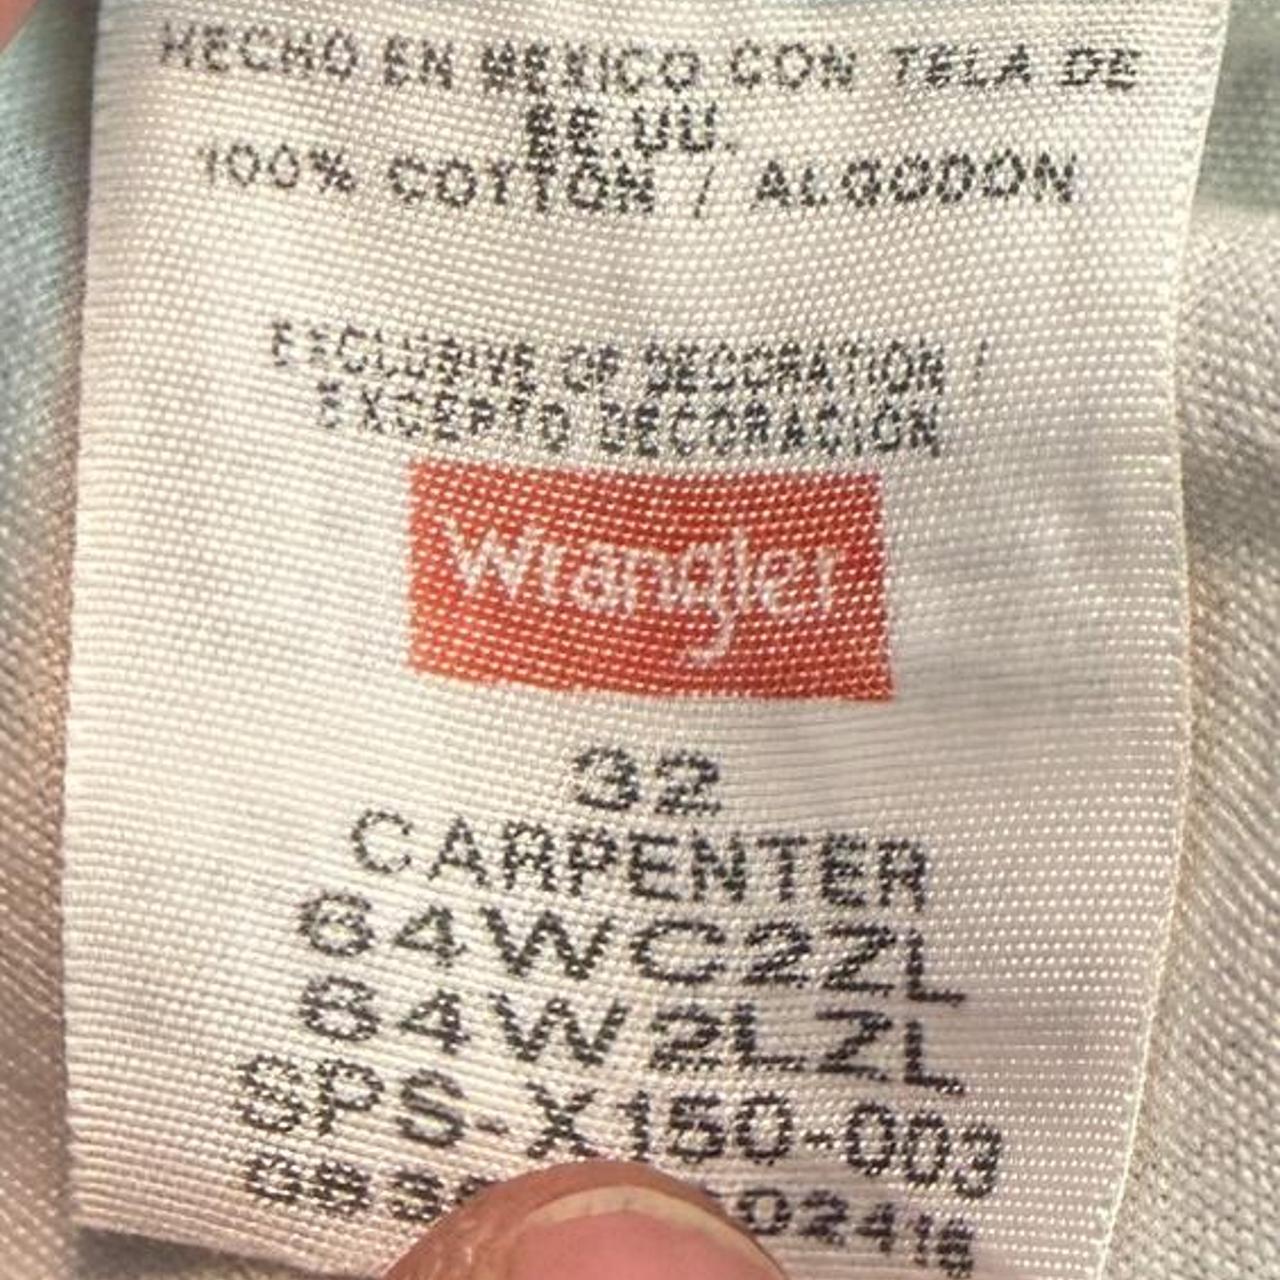 HECHO EN MEXICO CON TELA DE
EE.UU.
100% COTTON / ALGODON
EXCLUSIVE OF DECORATION /
EXCEPTO DECORACION
Wrangler
32
CARPENTER
64WC2ZL
64W2LZL
SPS-X150-003